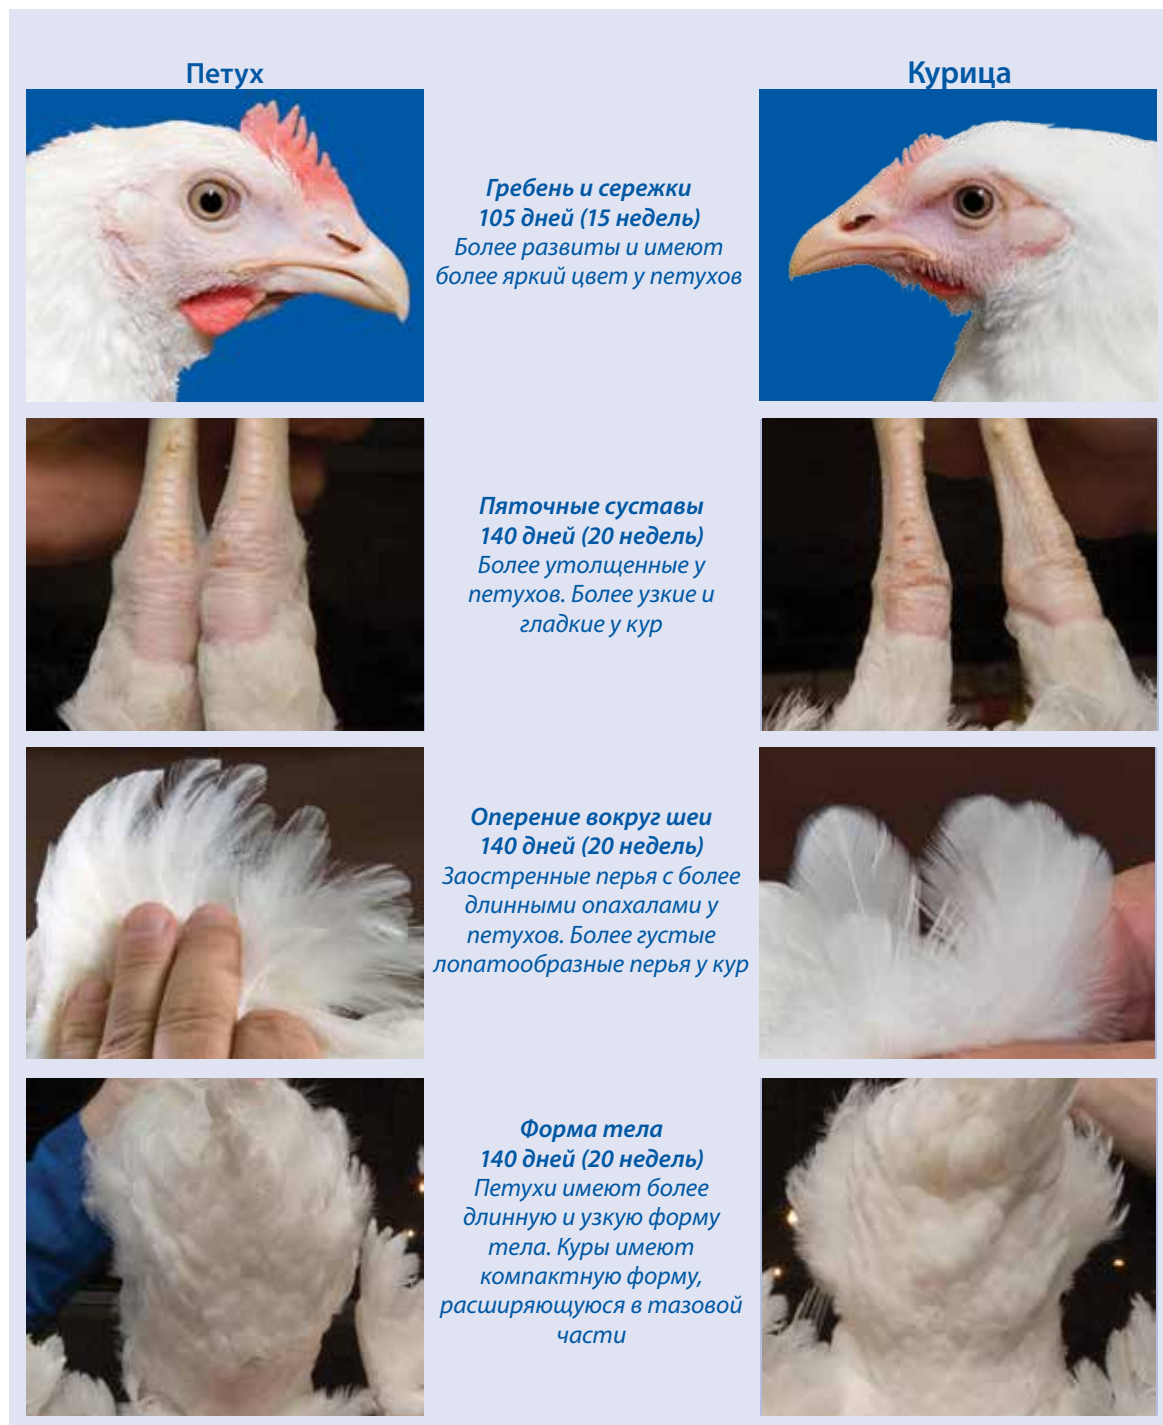 Петух
Курица
Гребень и сережки
105 дней (15 недель)
Более развиты и имеют
более яркий цвет у петухов
Пяточные суставы
140 дней (20 недель)
Более утолщенные у
петухов. Более узкие и
гладкие у кур
Оперение вокруг шеи
140 дней (20 недель)
Заостренные перья с более
длинными опахалами у
петухов. Более густые
лопатообразные перья у кур
Форма тела
140 дней (20 недель)
Петухи имеют более
длинную и узкую форму
тела. Куры имеют
компактную форму,
расширяющуюся в тазовой
части